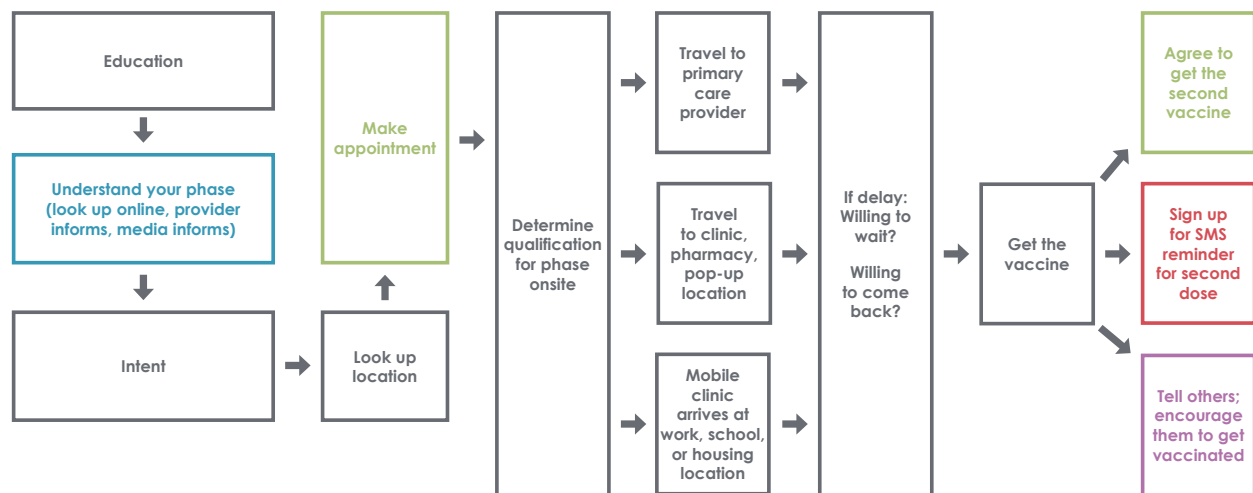 Education
Understand your phase
(look up online, provider
informs, media informs)
Intent
Look up
location
Make
appointment
Determine
qualification
for phase
onsite
Travel to
primary
care
provider
Travel
to clinic,
pharmacy,
pop-up
location
Mobile
clinic
arrives at
work, school,
or housing
location
If delay:
Willing to
wait?
Willing
to come
back?
Get the
vaccine
Agree to
get the
second
vaccine
Sign up
for SMS
reminder
for second
dose
Tell others;
encourage
them to get
vaccinated